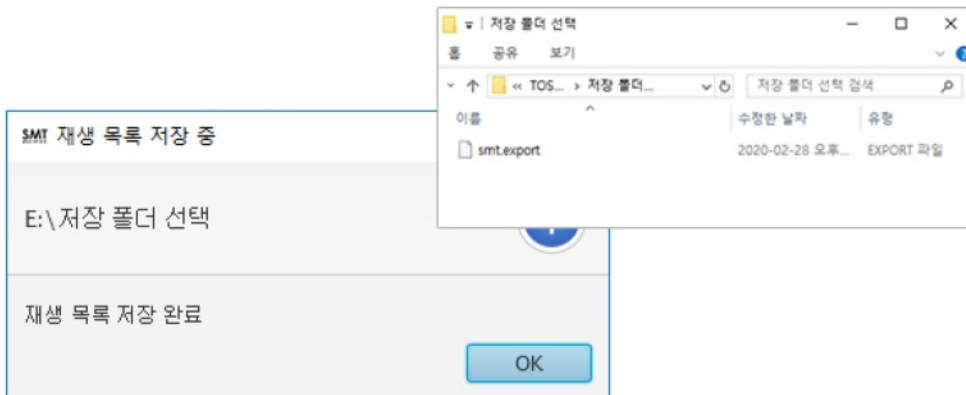 저장 폴더 선택
홈 공유 보기
« TOS... › 저장 폴더... 저장 폴더 선택 검색
이름 수정한 날짜 유형
smt.export 2020-02-28 오후... EXPORT 파일
SMT 재생 목록 저장 중
E:\저장 폴더 선택
재생 목록 저장 완료
OK